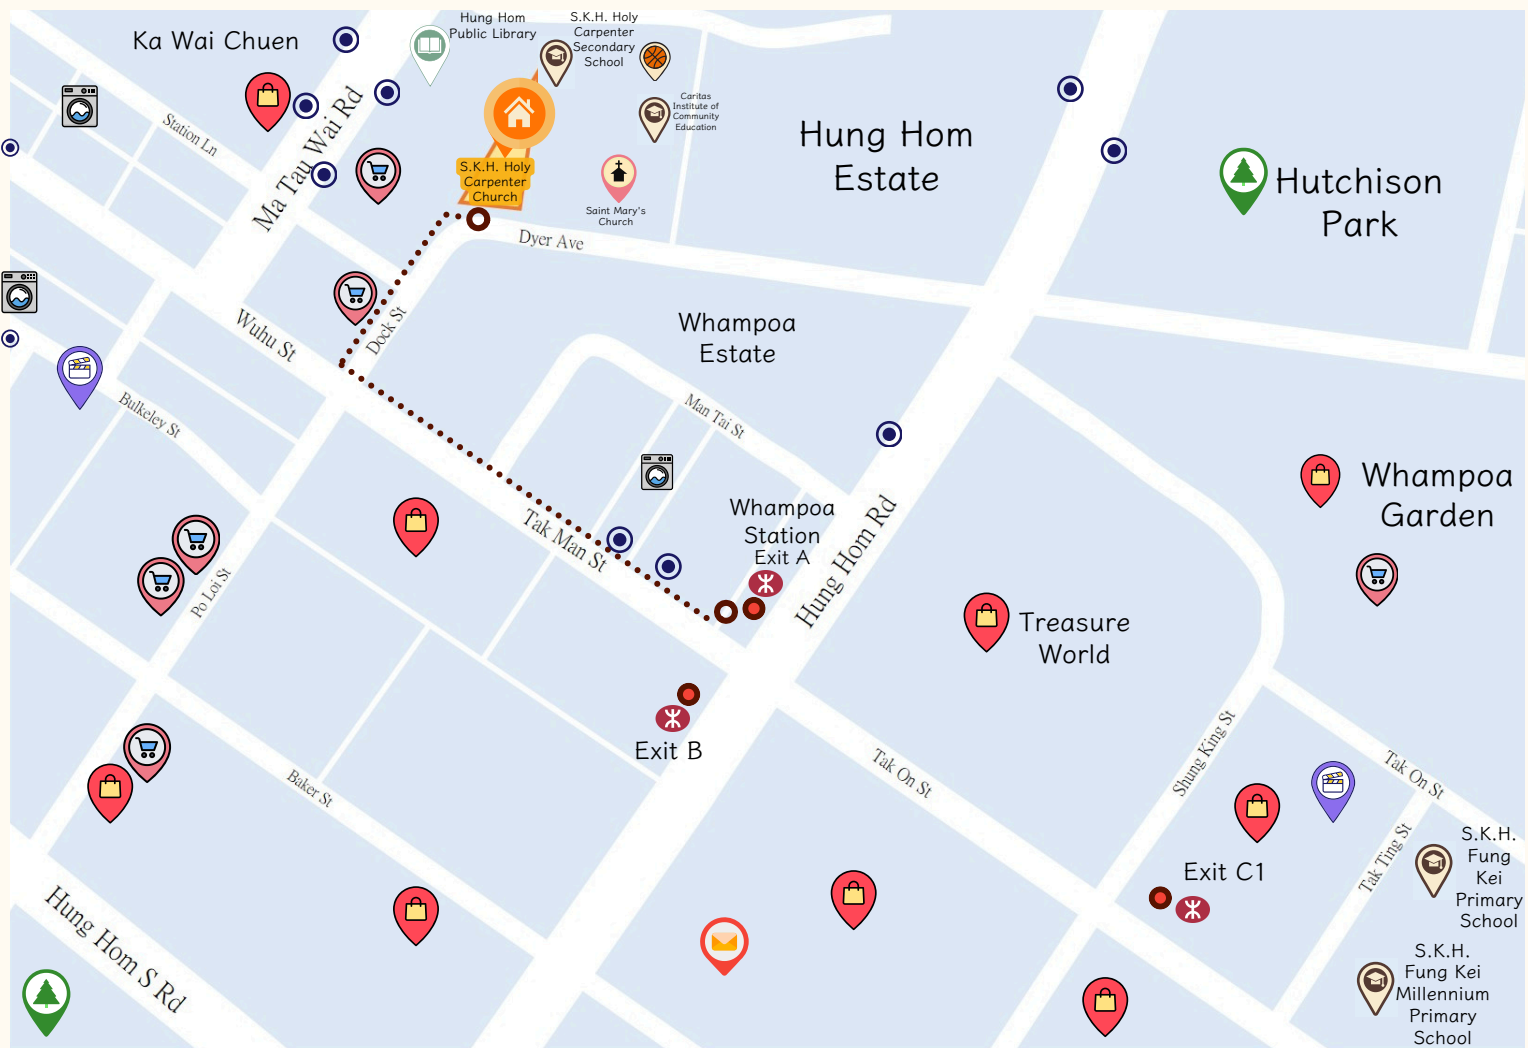 Ka Wai Chuen
Hung Hom
Public Library
S.K.H. Holy
Carpenter
Secondary
School
Caritas
Institute of
Community
Education
Station Ln
Ma Tau Wai Rd
S.K.H. Holy
Carpenter
Church
Saint Mary's
Church
Hung Hom
Estate
Hutchison
Park
Dyer Ave
Dock St
Wuhu St
Whampoa
Estate
Bulkeley St
Man Tai St
Whampoa
Station
Exit A
Tak Man St
Hung Hom Rd
Whampoa
Garden
Po Loi St
Treasure
World
Exit B
Baker St
Tak On St
Shung King St
Tak On St
Tak Ting St
Exit C1
S.K.H.
Fung
Kei
Primary
School
Hung Hom S Rd
S.K.H.
Fung Kei
Millennium
Primary
School